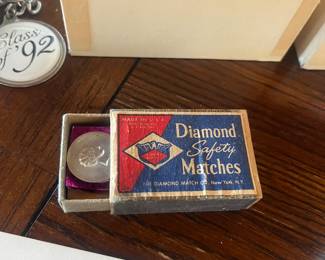 Class
of '92
MADE IN U.S.A.
Diamond
Safety
Matches
THE DIAMOND MATCH CO., New York, N.Y.